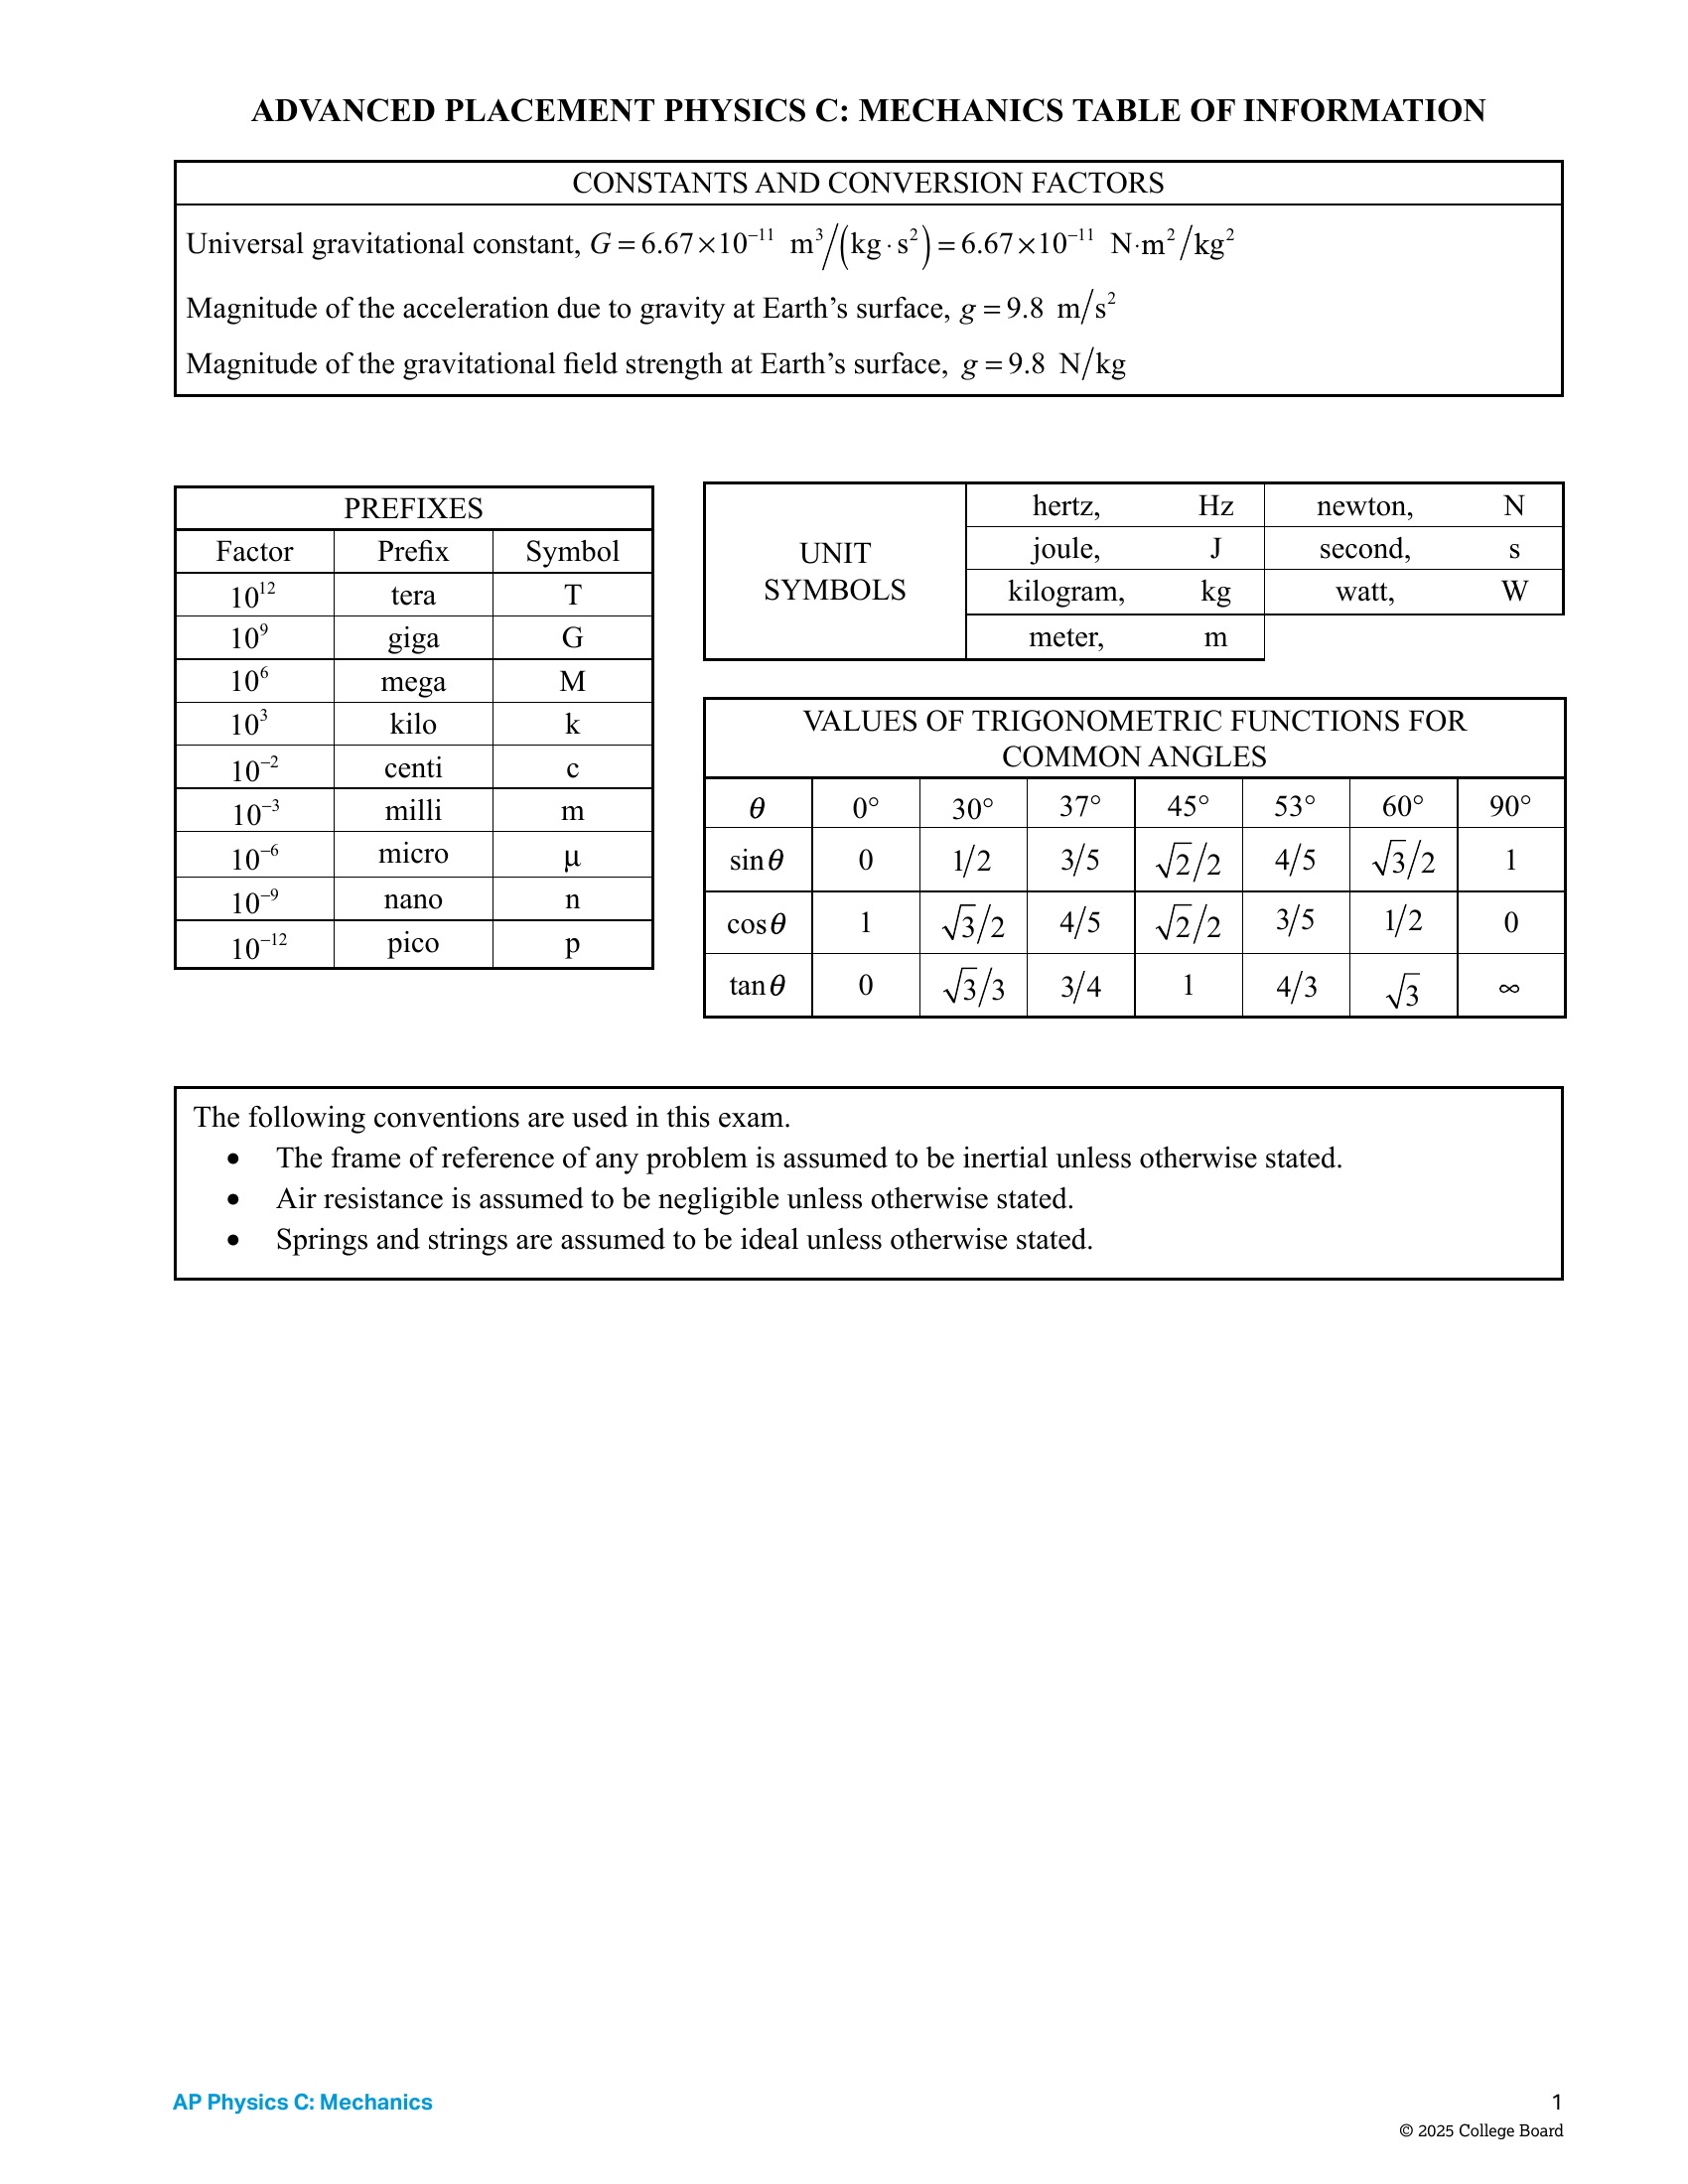 ADVANCED PLACEMENT PHYSICS C: MECHANICS TABLE OF INFORMATION
CONSTANTS AND CONVERSION FACTORS
Universal gravitational constant, G = 6.67×10⁻¹¹ m³/(kg·s²) = 6.67×10⁻¹¹ N·m²/kg²
Magnitude of the acceleration due to gravity at Earth’s surface, g = 9.8 m/s²
Magnitude of the gravitational field strength at Earth’s surface, g = 9.8 N/kg
PREFIXES
Factor Prefix Symbol
10¹² tera T
10⁹ giga G
10⁶ mega M
10³ kilo k
10⁻² centi c
10⁻³ milli m
10⁻⁶ micro µ
10⁻⁹ nano n
10⁻¹² pico p
UNIT
SYMBOLS
hertz, Hz newton, N
joule, J second, s
kilogram, kg watt, W
meter, m
VALUES OF TRIGONOMETRIC FUNCTIONS FOR
COMMON ANGLES
θ 0° 30° 37° 45° 53° 60° 90°
sinθ 0 1/2 3/5 √2/2 4/5 √3/2 1
cosθ 1 √3/2 4/5 √2/2 3/5 1/2 0
tanθ 0 √3/3 3/4 1 4/3 √3 ∞
The following conventions are used in this exam.
• The frame of reference of any problem is assumed to be inertial unless otherwise stated.
• Air resistance is assumed to be negligible unless otherwise stated.
• Springs and strings are assumed to be ideal unless otherwise stated.
AP Physics C: Mechanics 1
© 2025 College Board